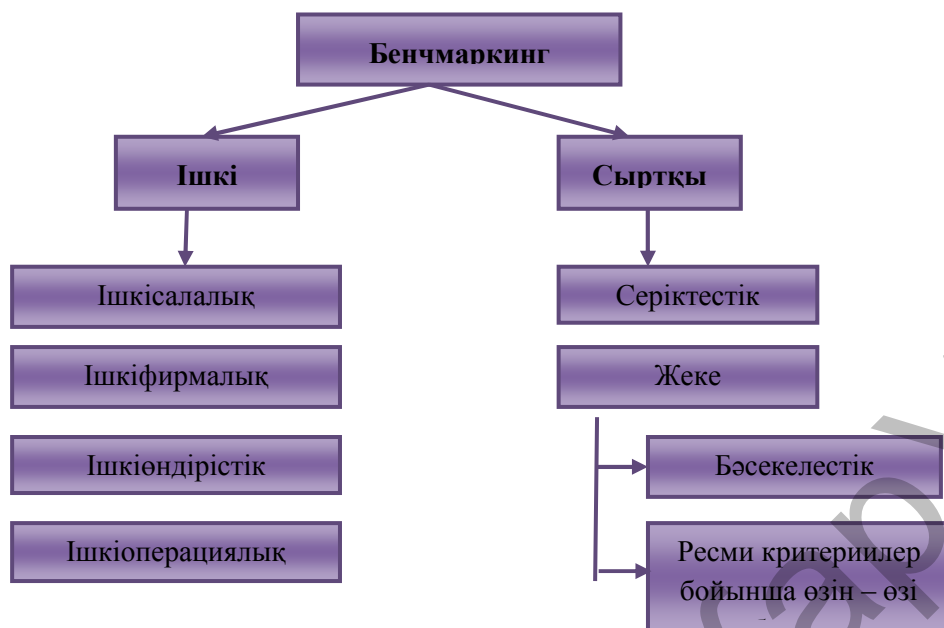 Бенчмаркинг
Ішкі
Сыртқы
Ішкісалалық
Серіктестік
Ішкіфирмалық
Жеке
Ішкіөндірістік
Бәсекелестік
Ішкіоперациялық
Ресми критериилер
бойынша өзін – өзі